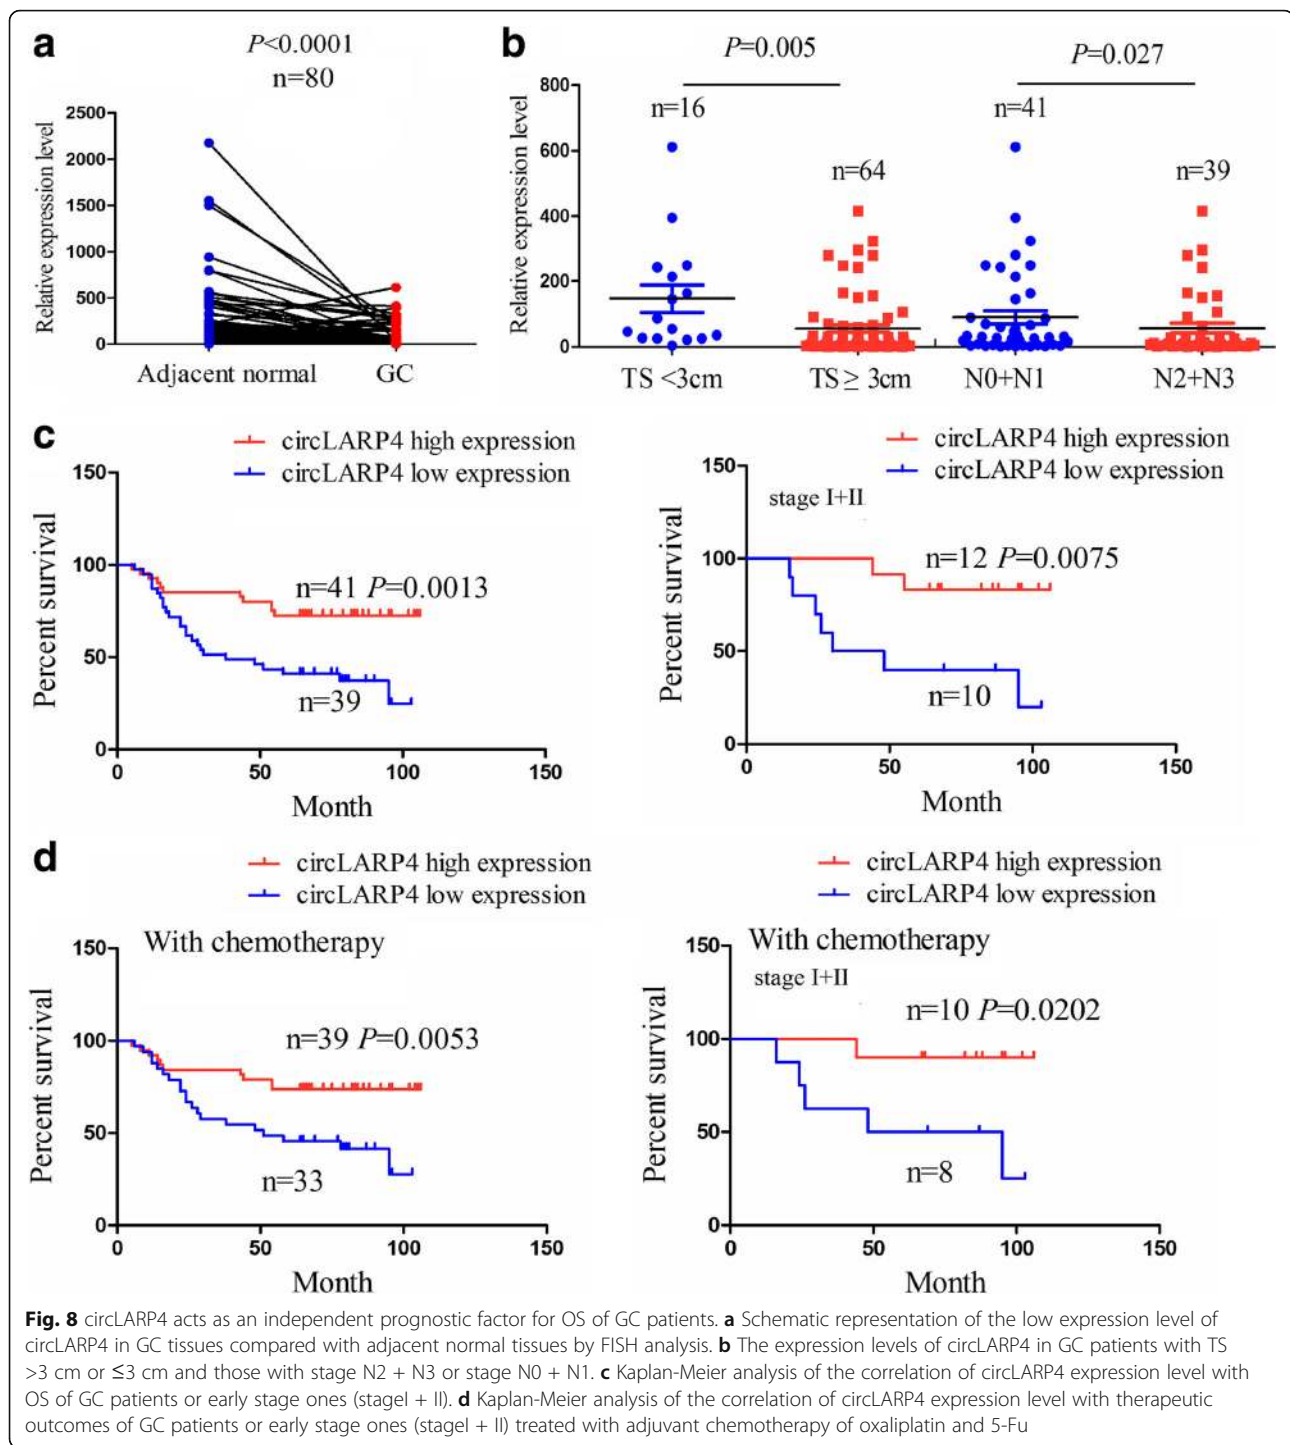 a
P<0.0001
n=80
Relative expression level
2500
2000
1500
1000
500
0
Adjacent normal
GC
b
P=0.005
P=0.027
Relative expression level
800
600
400
200
0
n=16
n=64
n=41
n=39
TS <3cm
TS ≥ 3cm
N0+N1
N2+N3
c
circLARP4 high expression
circLARP4 low expression
Percent survival
150
100
50
0
n=41 P=0.0013
n=39
0
50
100
150
Month
circLARP4 high expression
circLARP4 low expression
stage I+II
Percent survival
150
100
50
0
n=12 P=0.0075
n=10
0
50
100
150
Month
d
circLARP4 high expression
circLARP4 low expression
With chemotherapy
Percent survival
150
100
50
0
n=39 P=0.0053
n=33
0
50
100
150
Month
circLARP4 high expression
circLARP4 low expression
With chemotherapy
stage I+II
Percent survival
150
100
50
0
n=10 P=0.0202
n=8
0
50
100
150
Month
Fig. 8 circLARP4 acts as an independent prognostic factor for OS of GC patients. a Schematic representation of the low expression level of
circLARP4 in GC tissues compared with adjacent normal tissues by FISH analysis. b The expression levels of circLARP4 in GC patients with TS
>3 cm or ≤3 cm and those with stage N2 + N3 or stage N0 + N1. c Kaplan-Meier analysis of the correlation of circLARP4 expression level with
OS of GC patients or early stage ones (stageI + II). d Kaplan-Meier analysis of the correlation of circLARP4 expression level with therapeutic
outcomes of GC patients or early stage ones (stageI + II) treated with adjuvant chemotherapy of oxaliplatin and 5-Fu